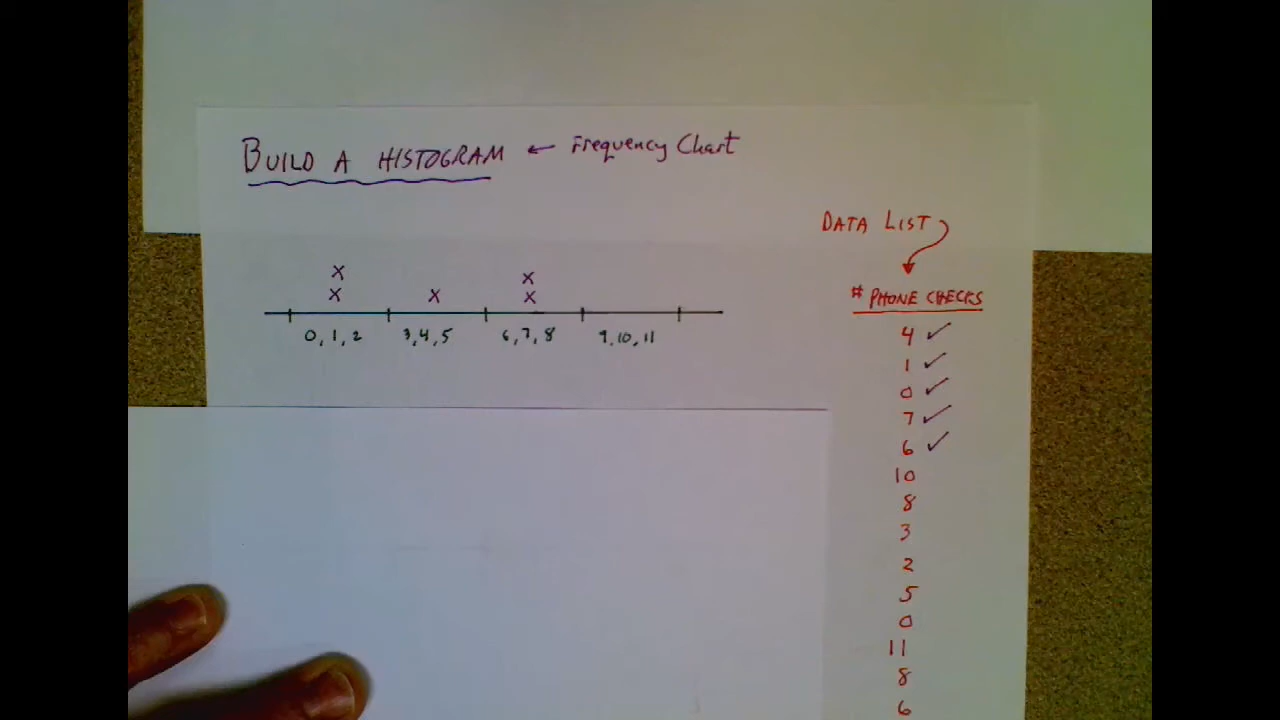 BUILD A HISTOGRAM ← Frequency Chart
DATA LIST
# PHONE CHECKS
x
x
x
x
x
0, 1, 2 3, 4, 5 6, 7, 8 9, 10, 11
4 ✓
1 ✓
0 ✓
7 ✓
6 ✓
10
8
3
2
5
0
11
8
6